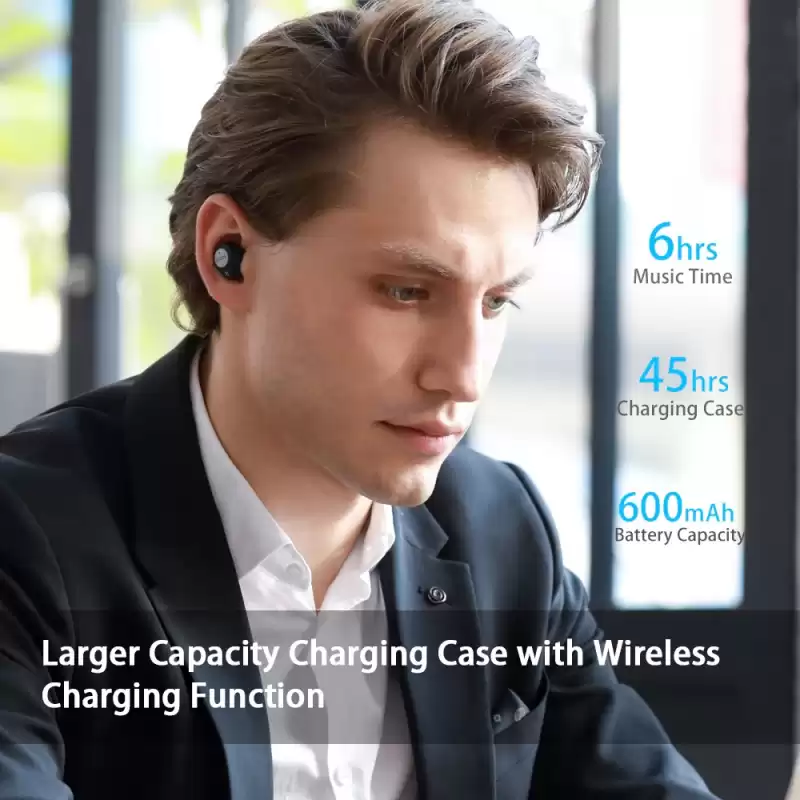 6hrs
Music Time
45hrs
Charging Case
600mAh
Battery Capacity
Larger Capacity Charging Case with Wireless
Charging Function